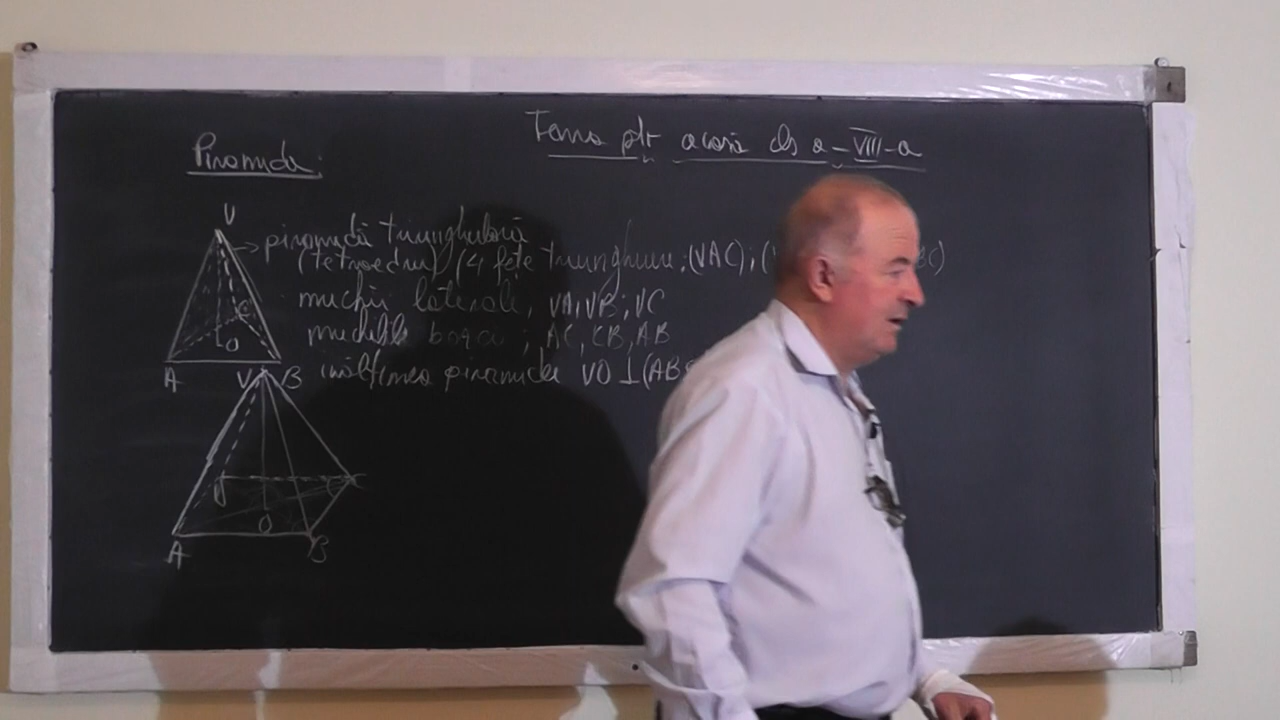 Tema ptr acasă cls a-VIII-a
Piramida
V
piramidă triunghiulară
(tetraedru) (4 fețe triunghiuri: (VAC); (
muchii laterale; VA; VB; VC
C
muchiile bazei; AC, CB, AB
O
A B înălțimea piramidei VO ⊥ (AB
V
O
A B